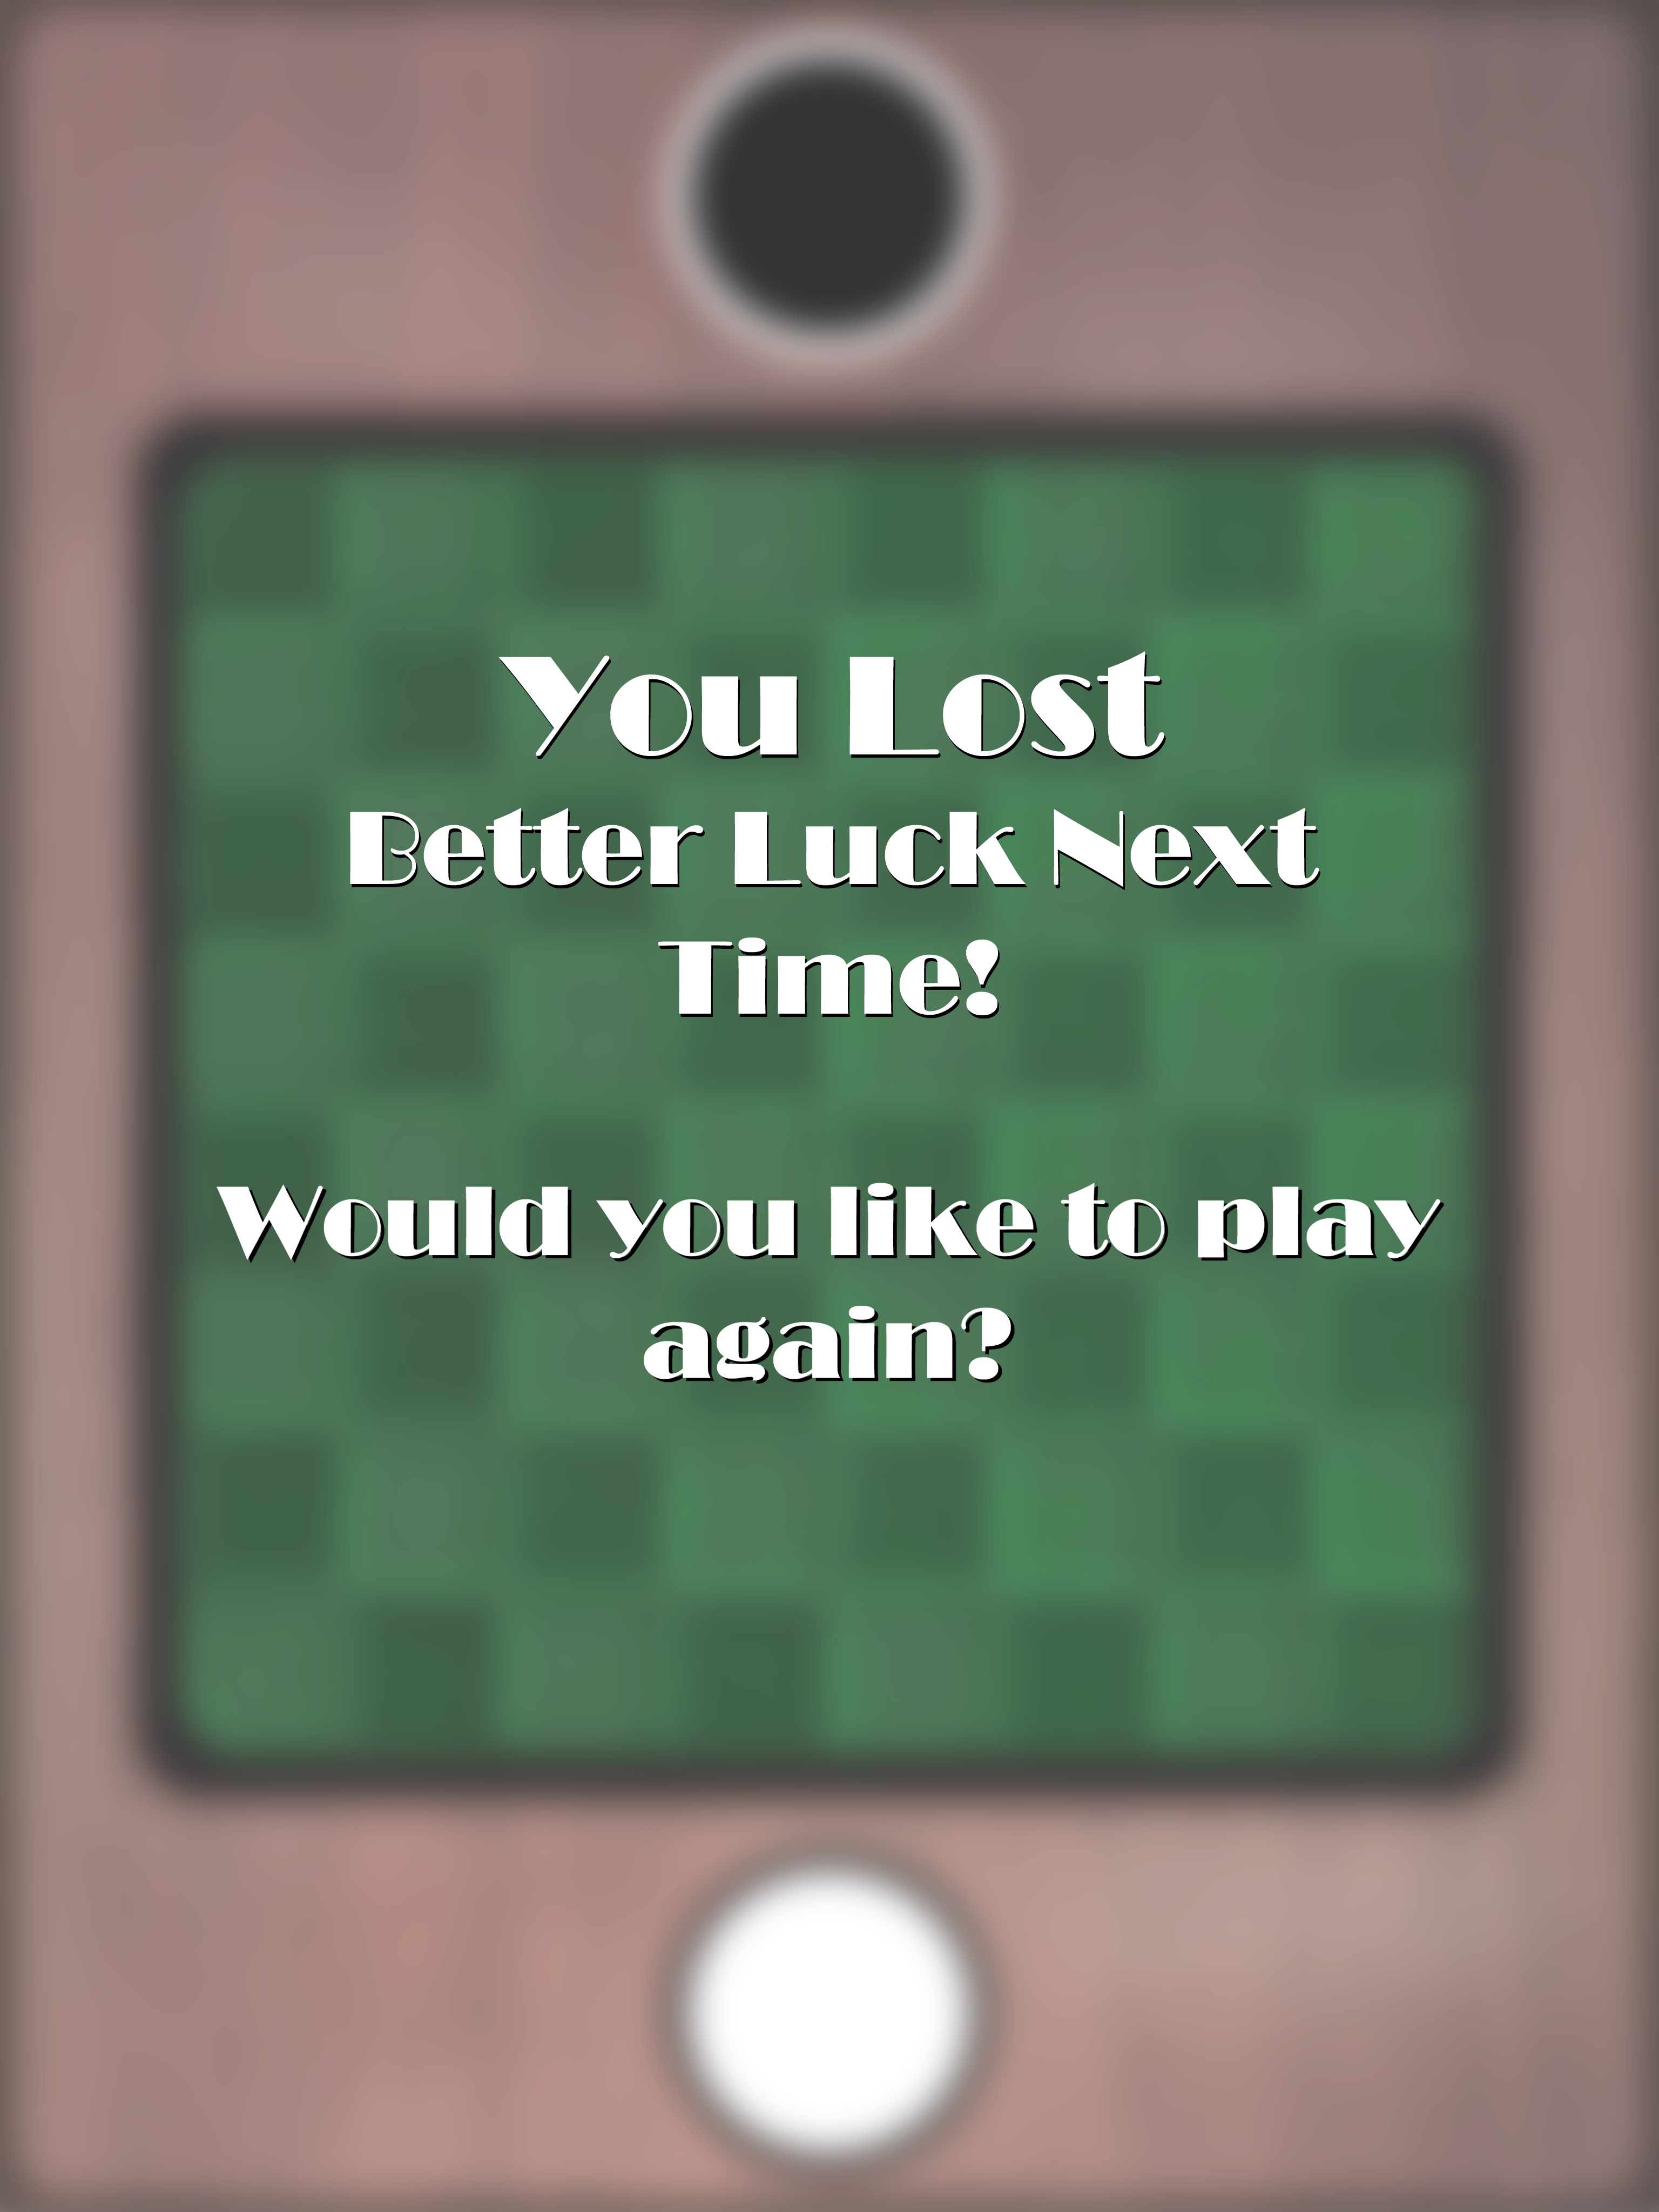 You Lost
Better Luck Next
Time!
Would you like to play
again?